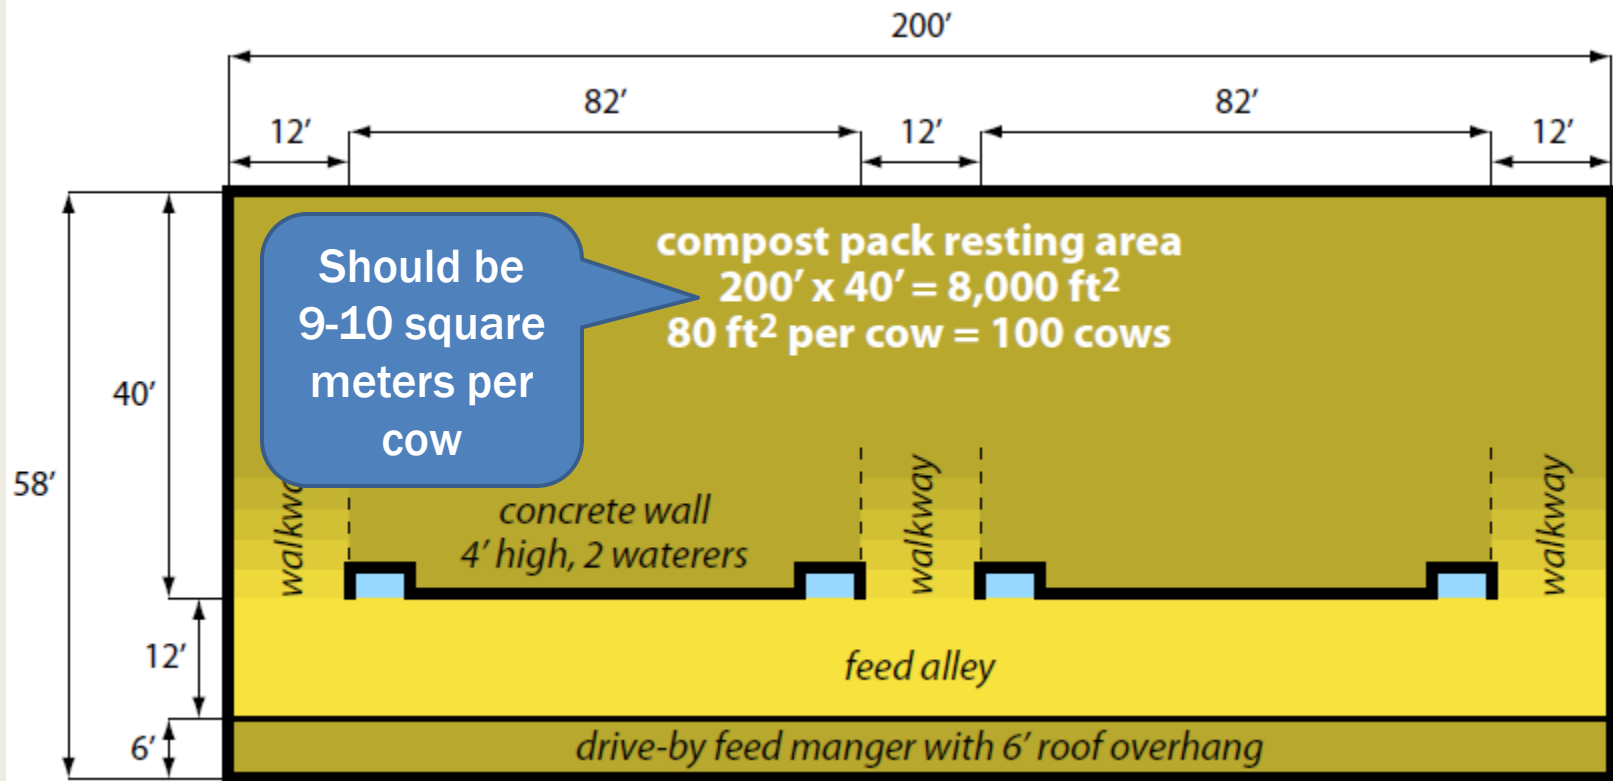 200’
82’
82’
12’
12’
12’
Should be
9-10 square
meters per
cow
compost pack resting area
200’ x 40’ = 8,000 ft²
80 ft² per cow = 100 cows
40’
58’
concrete wall
4’ high, 2 waterers
walkway
walkway
12’
feed alley
6’
drive-by feed manger with 6’ roof overhang